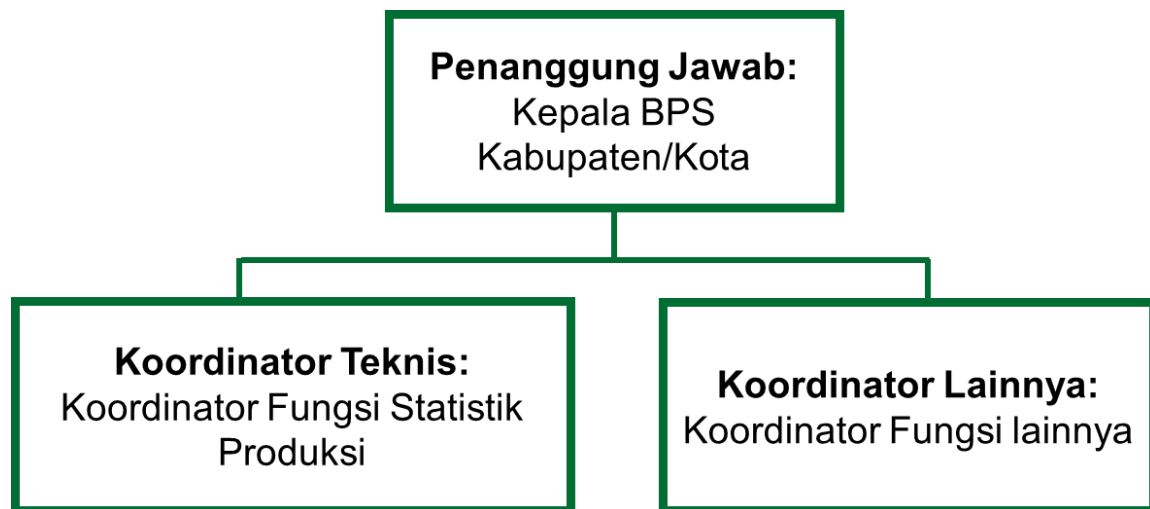 Penanggung Jawab:
Kepala BPS
Kabupaten/Kota
Koordinator Teknis:
Koordinator Fungsi Statistik
Produksi
Koordinator Lainnya:
Koordinator Fungsi lainnya